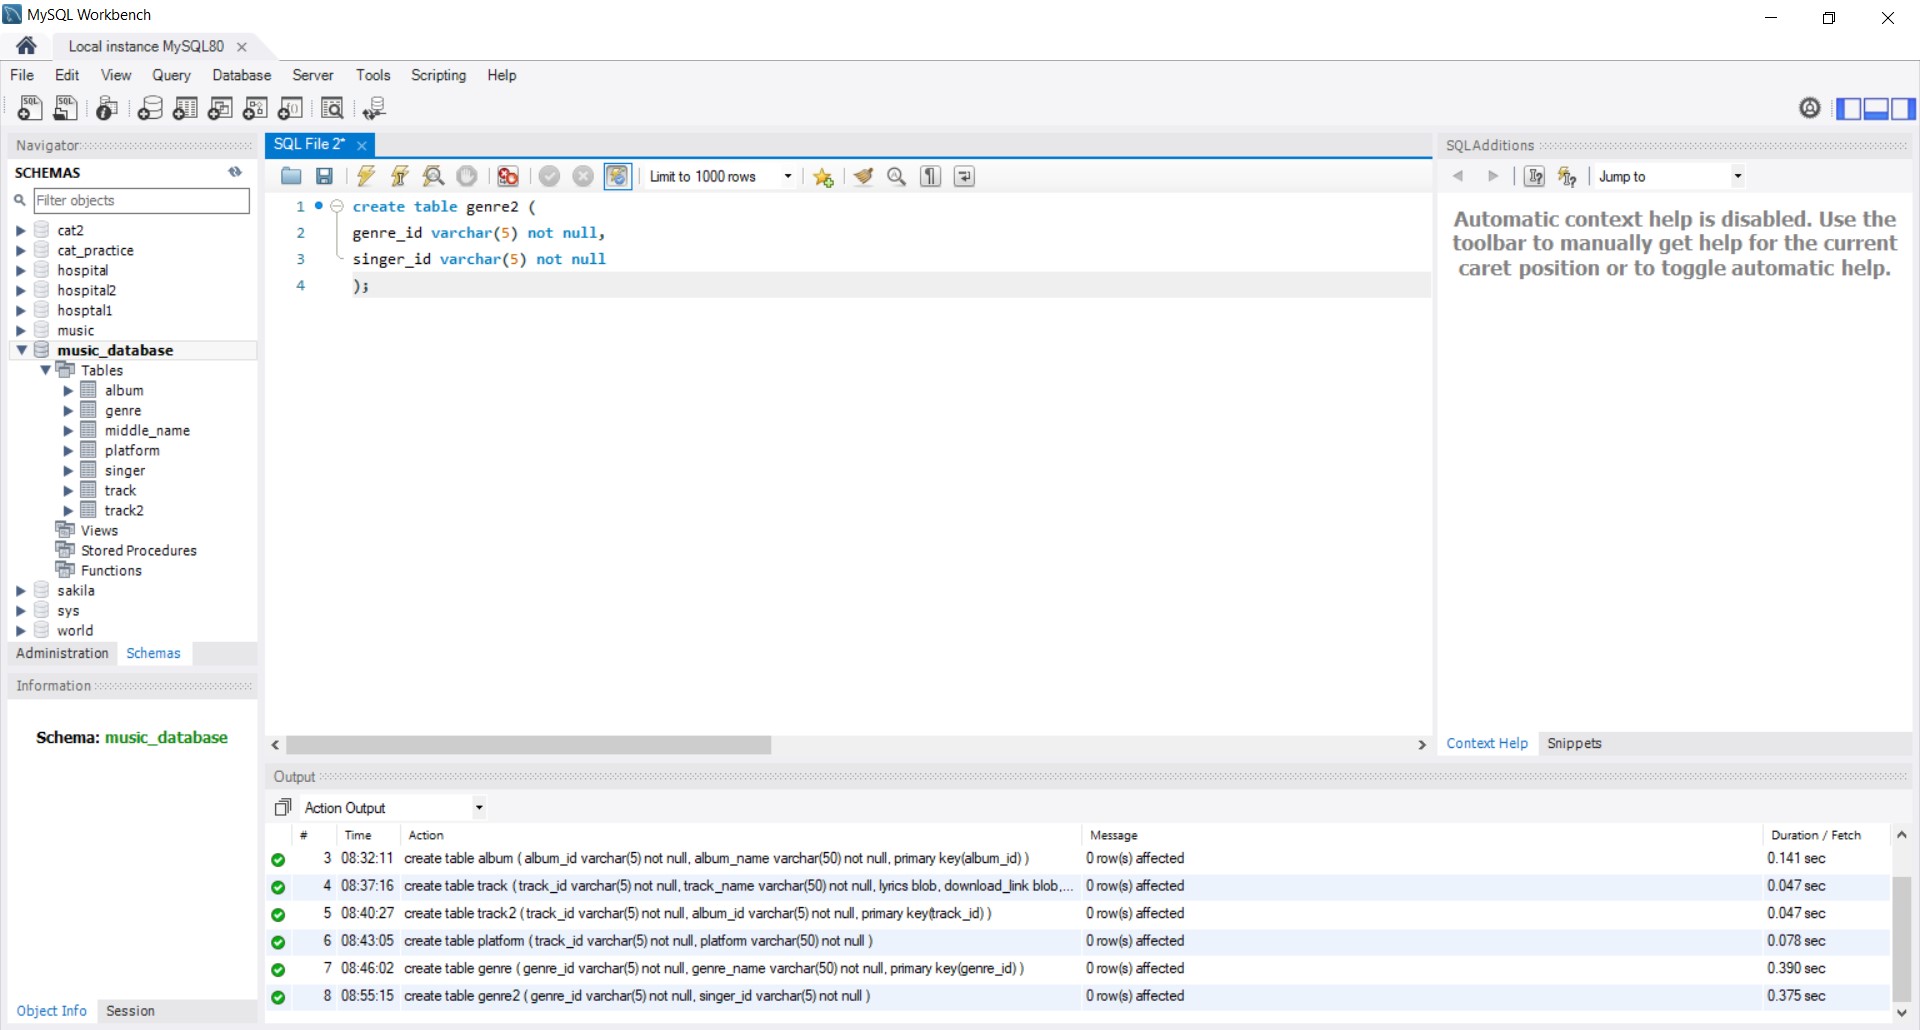 MySQL Workbench
Local instance MySQL80
File Edit View Query Database Server Tools Scripting Help
Navigator
SCHEMAS
Filter objects
cat2
cat_practice
hospital
hospital2
hosptal1
music
music_database
Tables
album
genre
middle_name
platform
singer
track
track2
Views
Stored Procedures
Functions
sakila
sys
world
Administration Schemas
Information
Schema: music_database
Object Info Session
SQL File 2*
Limit to 1000 rows
1 create table genre2 (
2 genre_id varchar(5) not null,
3 singer_id varchar(5) not null
4 );
SQLAdditions
Jump to
Automatic context help is disabled. Use the
toolbar to manually get help for the current
caret position or to toggle automatic help.
Context Help Snippets
Output
Action Output
# Time Action Message Duration / Fetch
3 08:32:11 create table album ( album_id varchar(5) not null, album_name varchar(50) not null, primary key(album_id) ) 0 row(s) affected 0.141 sec
4 08:37:16 create table track ( track_id varchar(5) not null, track_name varchar(50) not null, lyrics blob, download_link blob,... 0 row(s) affected 0.047 sec
5 08:40:27 create table track2 ( track_id varchar(5) not null, album_id varchar(5) not null, primary key(track_id) ) 0 row(s) affected 0.047 sec
6 08:43:05 create table platform ( track_id varchar(5) not null, platform varchar(50) not null ) 0 row(s) affected 0.078 sec
7 08:46:02 create table genre ( genre_id varchar(5) not null, genre_name varchar(50) not null, primary key(genre_id) ) 0 row(s) affected 0.390 sec
8 08:55:15 create table genre2 ( genre_id varchar(5) not null, singer_id varchar(5) not null ) 0 row(s) affected 0.375 sec